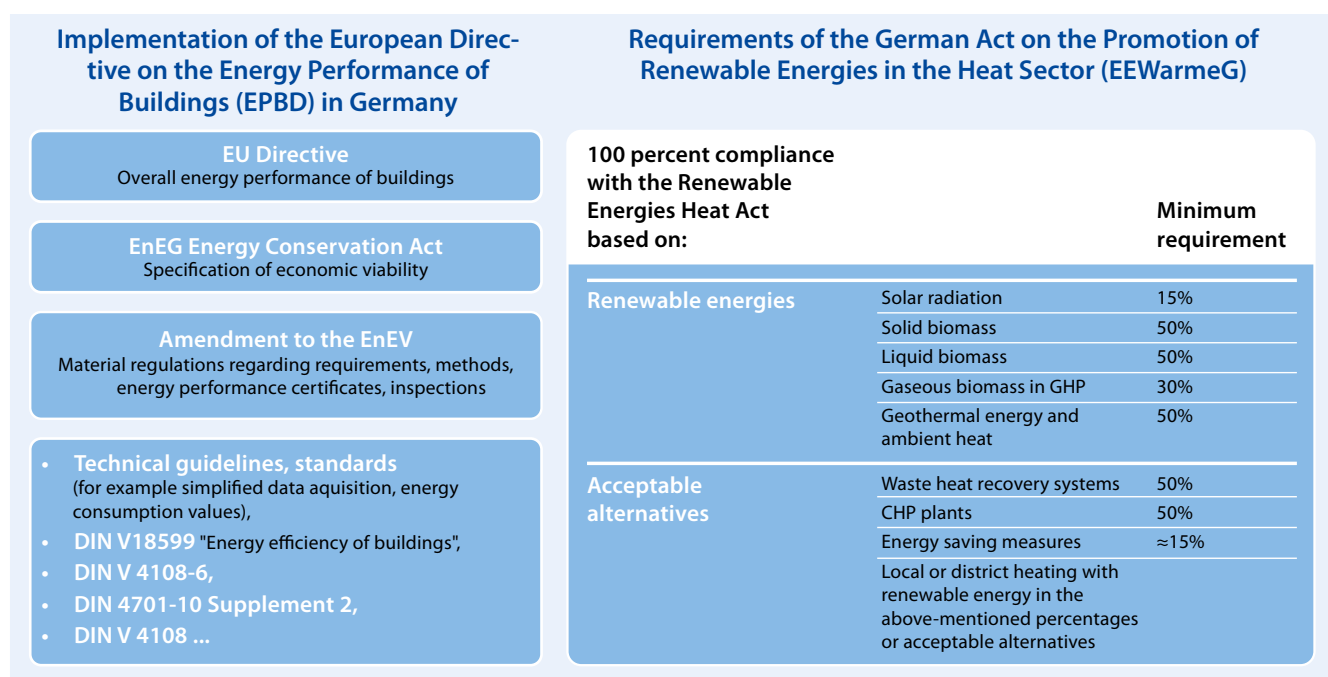 Implementation of the European Direc-
tive on the Energy Performance of
Buildings (EPBD) in Germany
EU Directive
Overall energy performance of buildings
EnEG Energy Conservation Act
Specification of economic viability
Amendment to the EnEV
Material regulations regarding requirements, methods,
energy performance certificates, inspections
• Technical guidelines, standards
(for example simplified data aquisition, energy
consumption values),
• DIN V18599 "Energy efficiency of buildings",
• DIN V 4108-6,
• DIN 4701-10 Supplement 2,
• DIN V 4108 ...
Requirements of the German Act on the Promotion of
Renewable Energies in the Heat Sector (EEWarmeG)
100 percent compliance
with the Renewable
Energies Heat Act
based on:
Minimum
requirement
Renewable energies
Solar radiation 15%
Solid biomass 50%
Liquid biomass 50%
Gaseous biomass in GHP 30%
Geothermal energy and 50%
ambient heat
Acceptable
alternatives
Waste heat recovery systems 50%
CHP plants 50%
Energy saving measures ≈15%
Local or district heating with
renewable energy in the
above-mentioned percentages
or acceptable alternatives